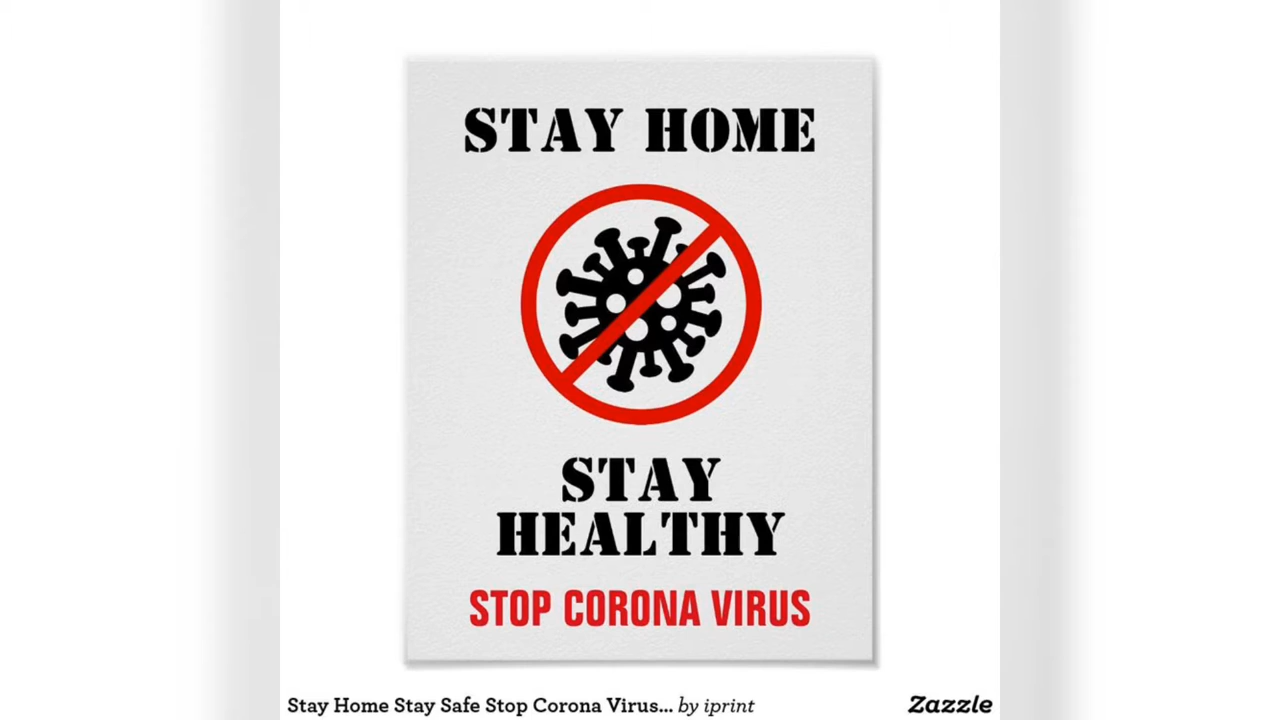 STAY HOME
STAY
HEALTHY
STOP CORONA VIRUS
Stay Home Stay Safe Stop Corona Virus... by iprint Zazzle